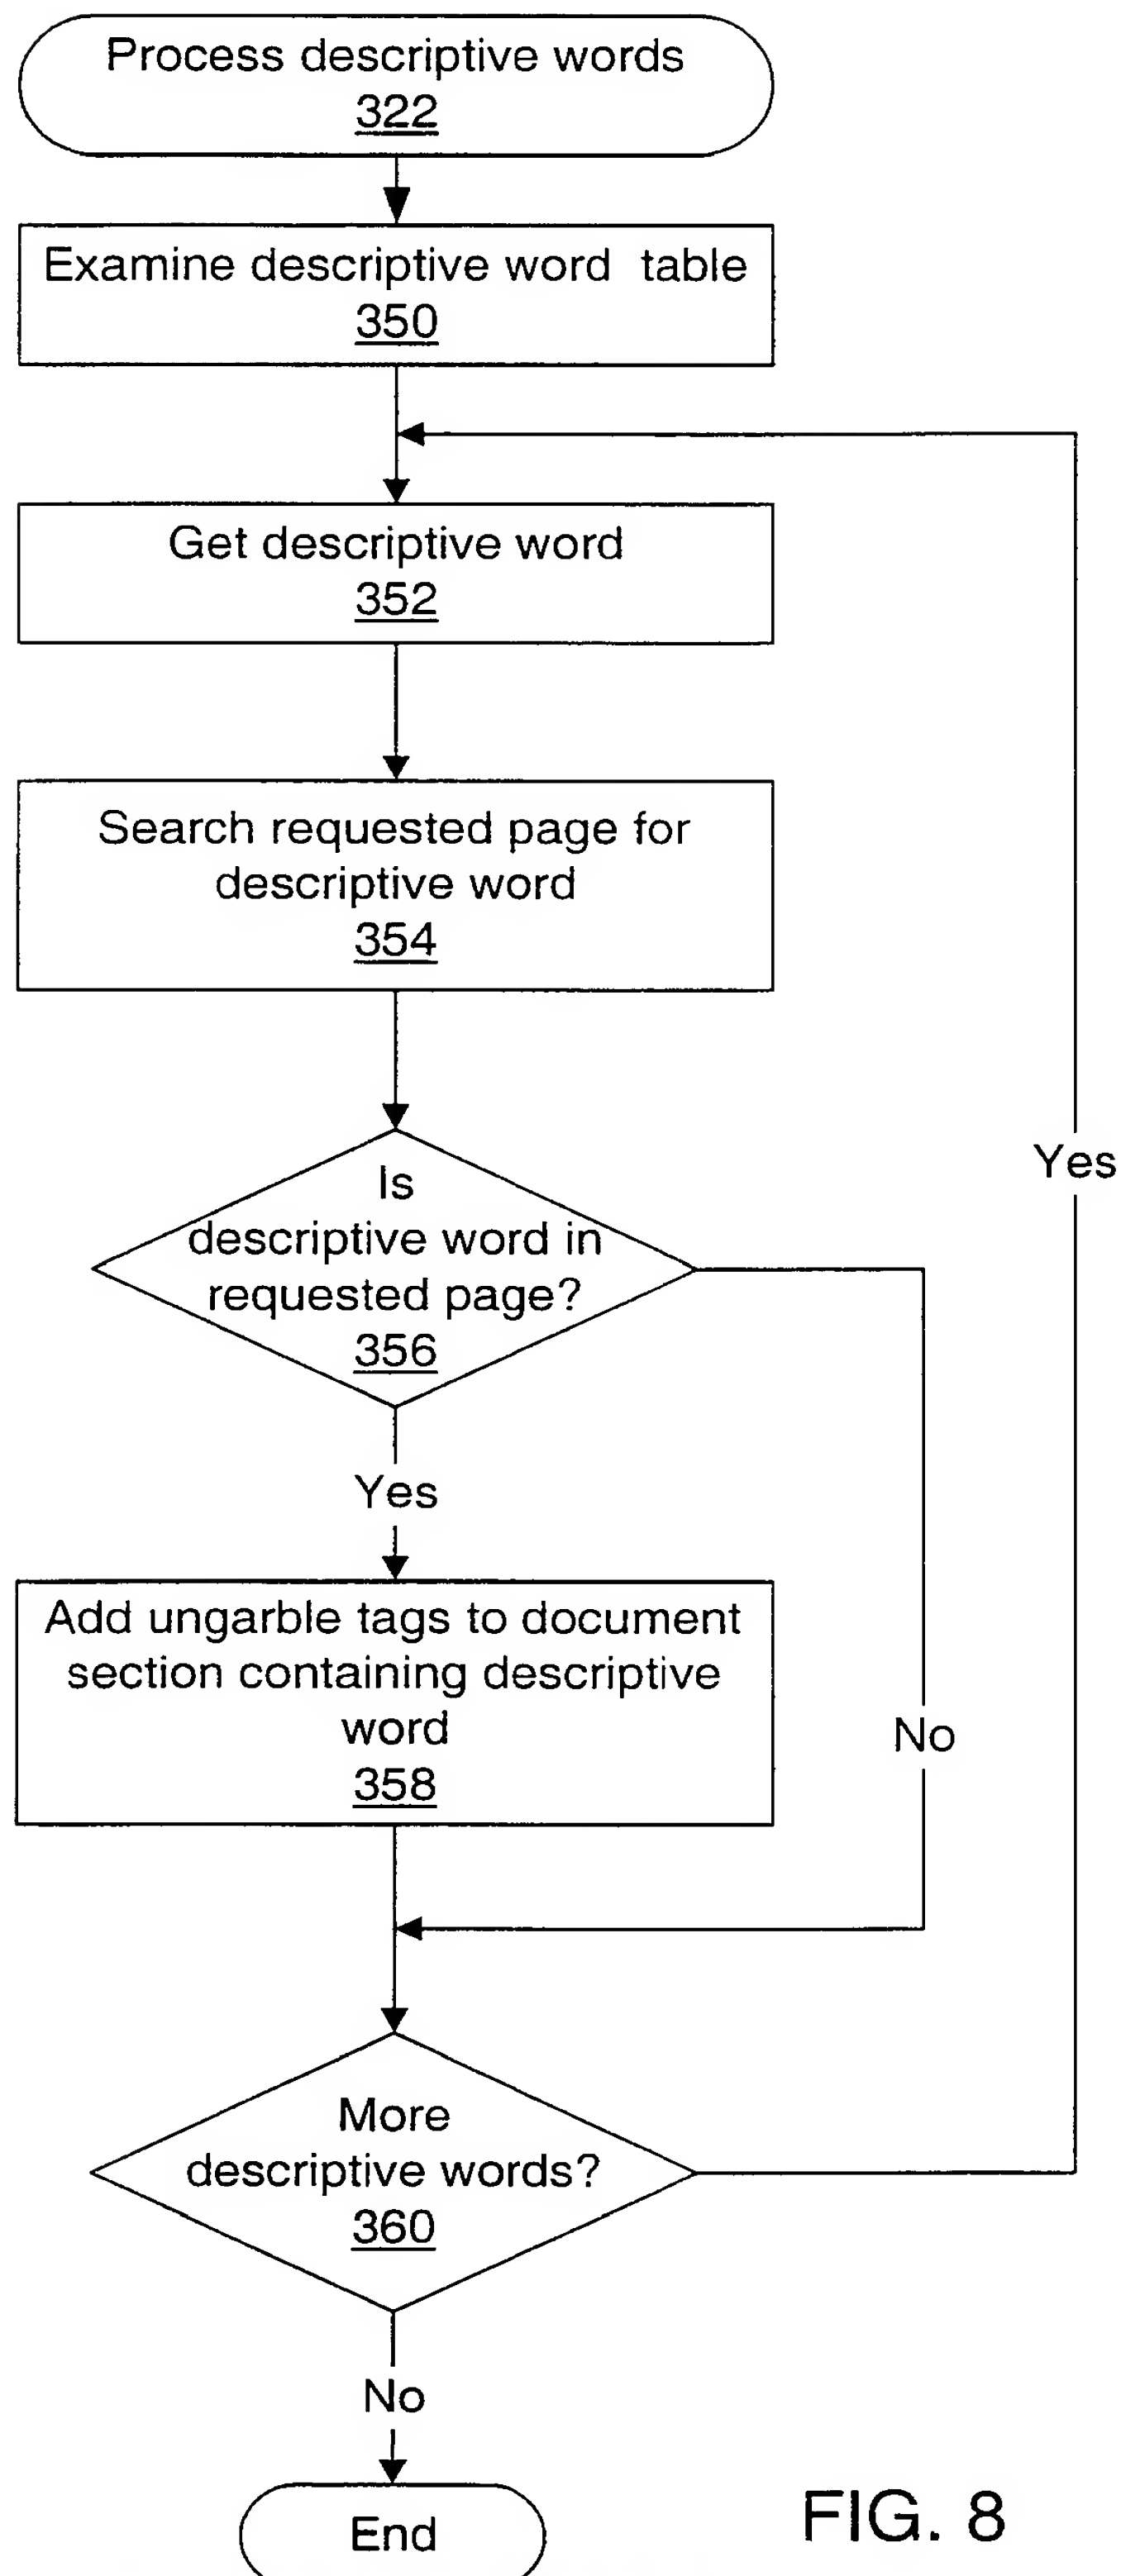 Process descriptive words
322
Examine descriptive word table
350
Get descriptive word
352
Search requested page for
descriptive word
354
Is
descriptive word in
requested page?
356
Yes
Yes
Add ungarble tags to document
section containing descriptive
word
358
No
More
descriptive words?
360
No
End
FIG. 8